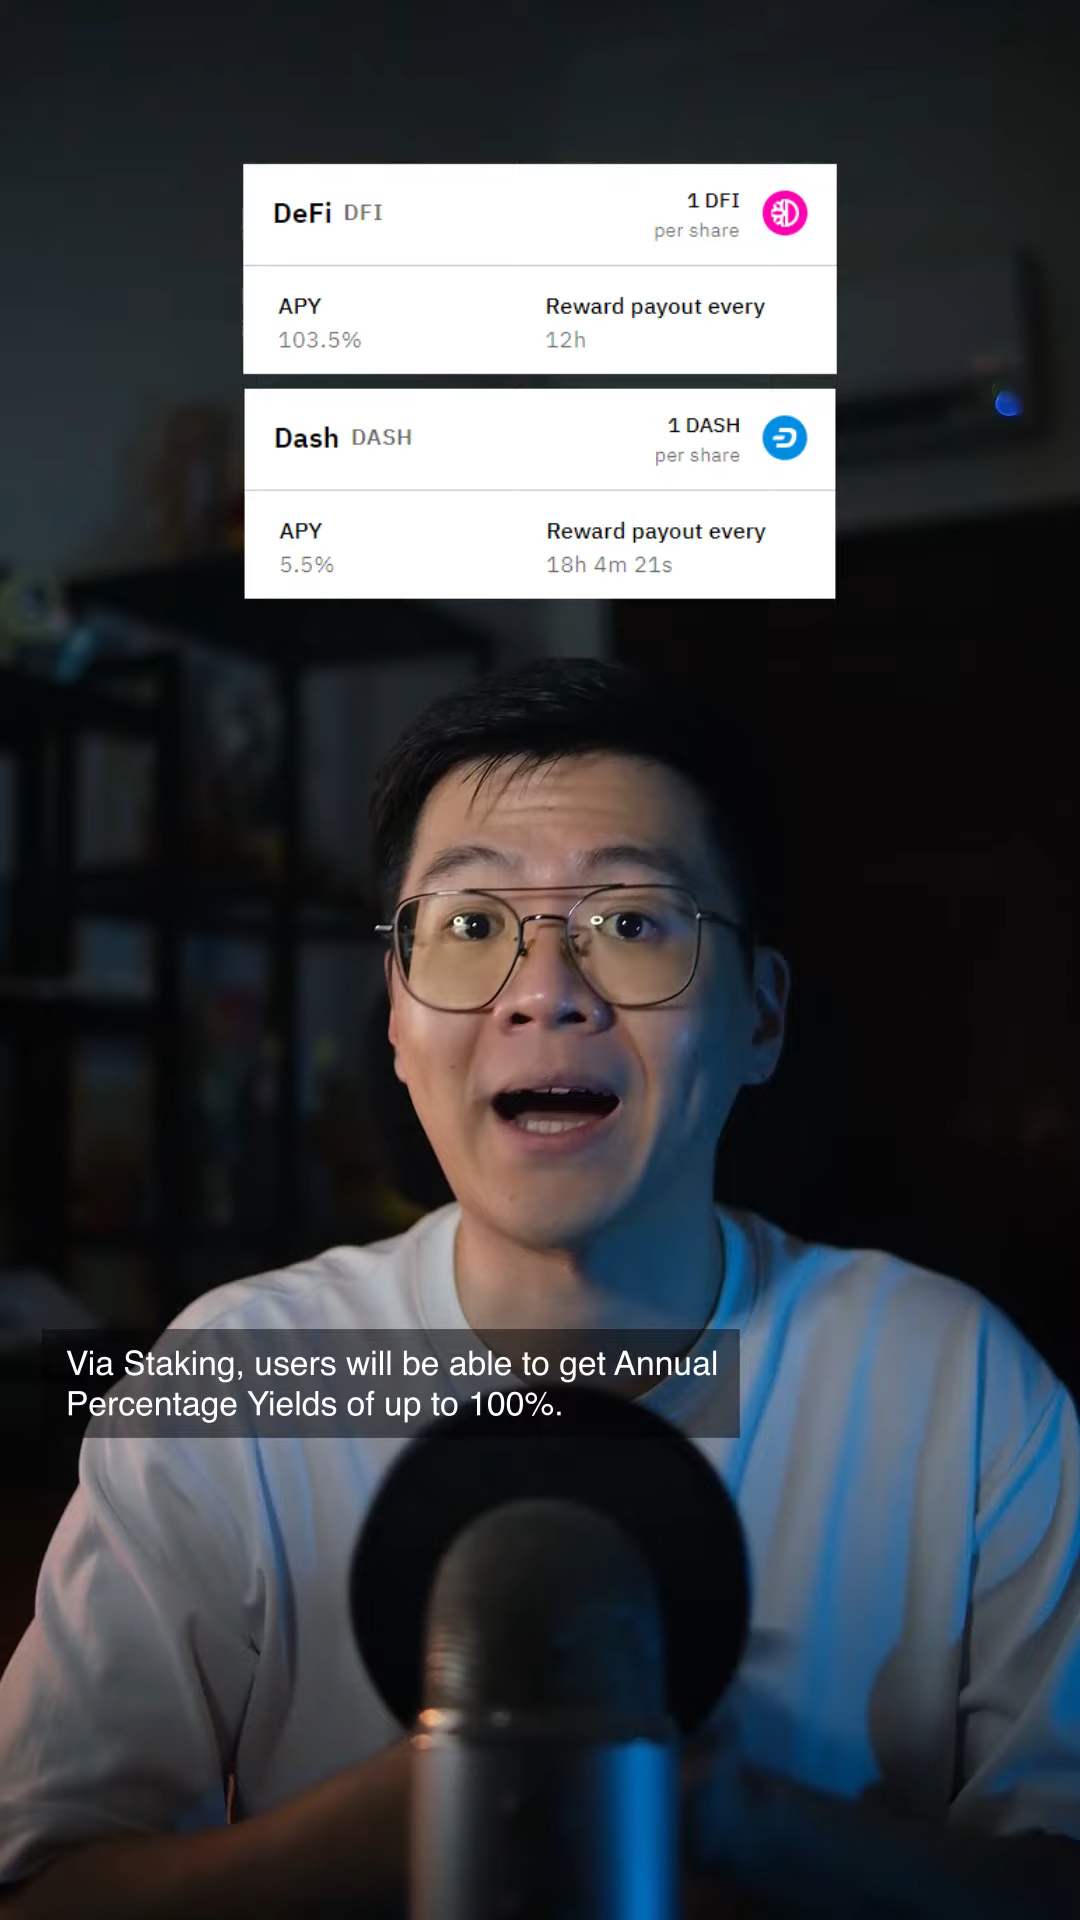 DeFi DFI
1 DFI
per share
APY
103.5%
Reward payout every
12h
Dash DASH
1 DASH
per share
APY
5.5%
Reward payout every
18h 4m 21s
Via Staking, users will be able to get Annual
Percentage Yields of up to 100%.